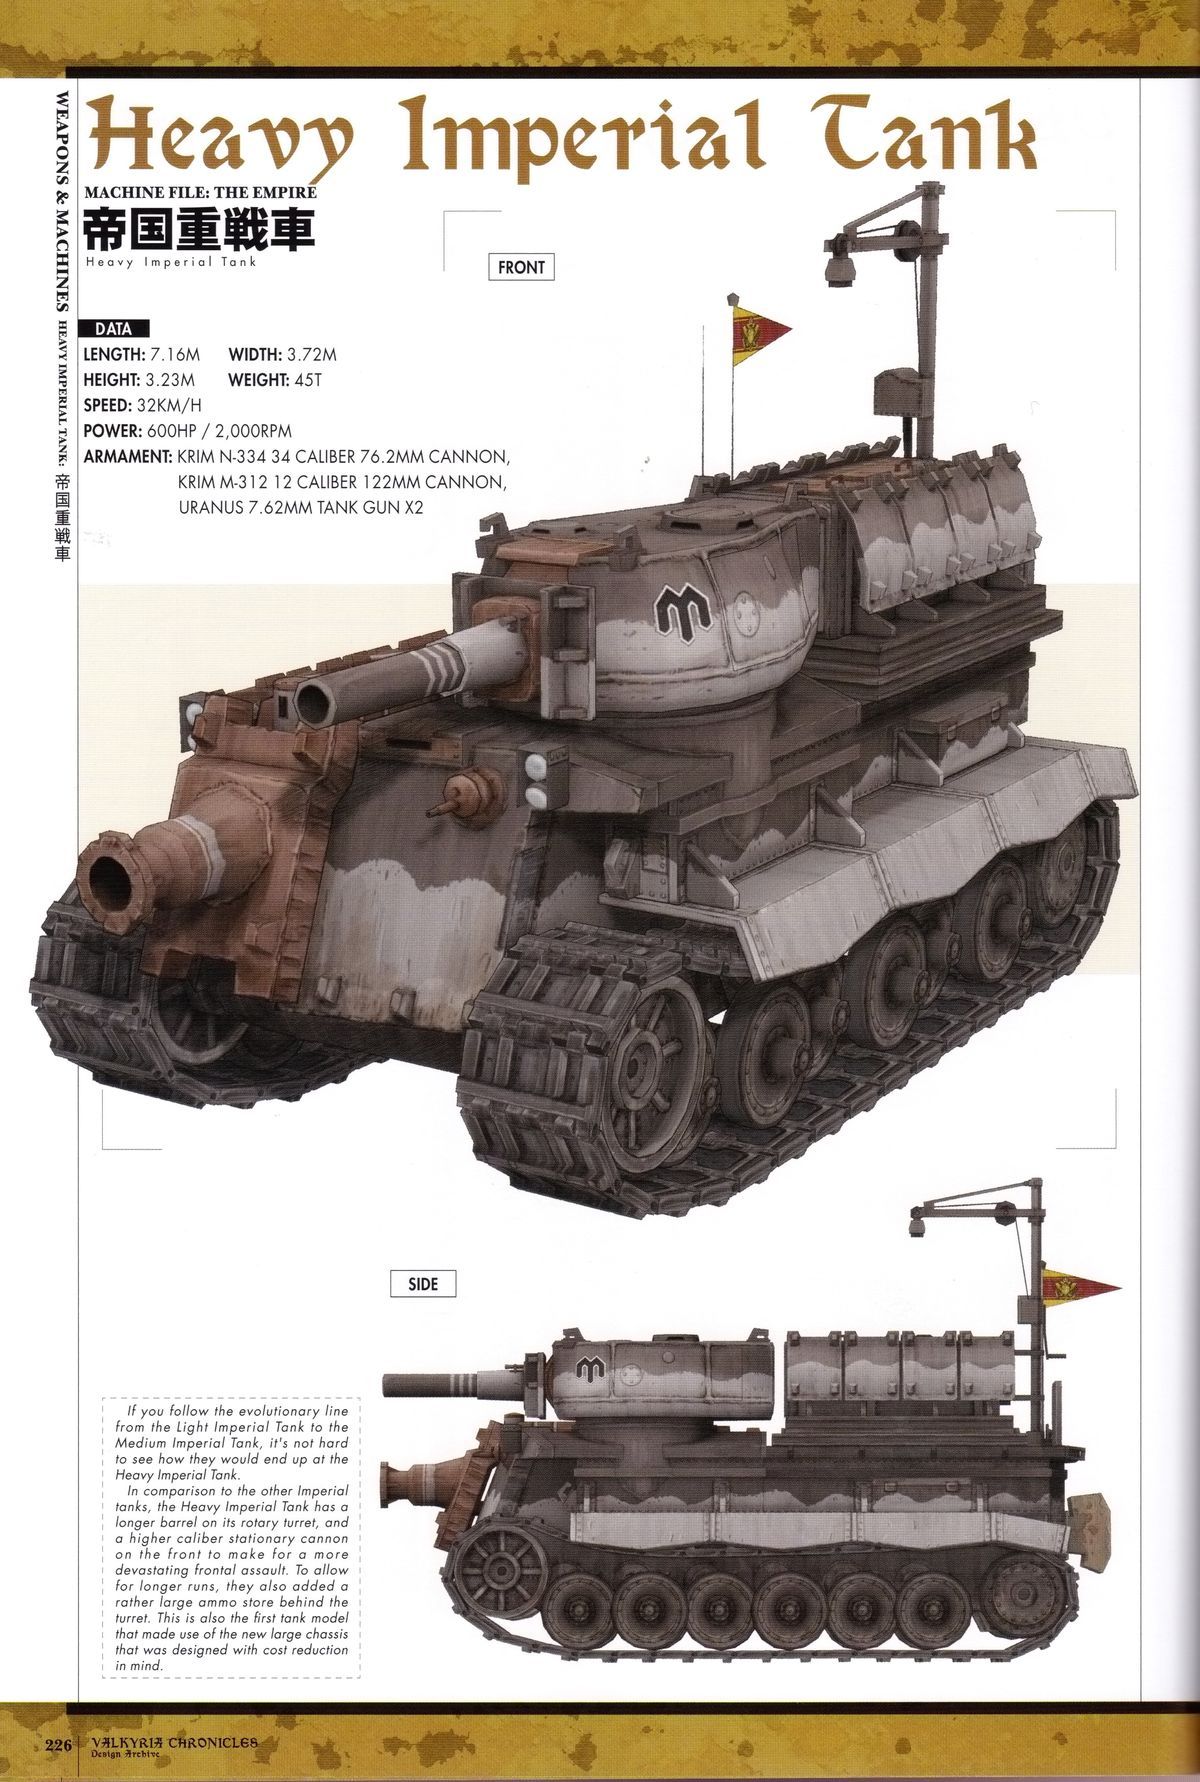 Heavy Imperial Tank
MACHINE FILE: THE EMPIRE
帝国重戦車
Heavy Imperial Tank
WEAPONS & MACHINES HEAVY IMPERIAL TANK: 帝国重戦車
FRONT
DATA
LENGTH: 7.16M WIDTH: 3.72M
HEIGHT: 3.23M WEIGHT: 45T
SPEED: 32KM/H
POWER: 600HP / 2,000RPM
ARMAMENT: KRIM N-334 34 CALIBER 76.2MM CANNON,
KRIM M-312 12 CALIBER 122MM CANNON,
URANUS 7.62MM TANK GUN X2
SIDE
If you follow the evolutionary line
from the Light Imperial Tank to the
Medium Imperial Tank, it's not hard
to see how they would end up at the
Heavy Imperial Tank.
In comparison to the other Imperial
tanks, the Heavy Imperial Tank has a
longer barrel on its rotary turret, and
a higher caliber stationary cannon
on the front to make for a more
devastating frontal assault. To allow
for longer runs, they also added a
rather large ammo store behind the
turret. This is also the first tank model
that made use of the new large chassis
that was designed with cost reduction
in mind.
226
VALKYRIA CHRONICLES
Design Archive